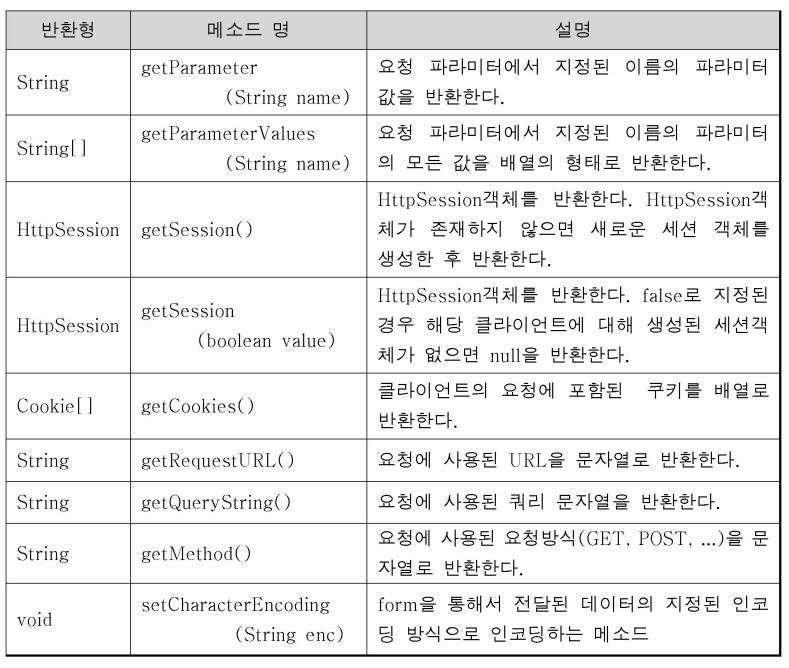 반환형 메소드 명 설명
String
getParameter
(String name)
요청 파라미터에서 지정된 이름의 파라미터
값을 반환한다.
String[]
getParameterValues
(String name)
요청 파라미터에서 지정된 이름의 파라미터
의 모든 값을 배열의 형태로 반환한다.
HttpSession
getSession()
HttpSession객체를 반환한다. HttpSession객
체가 존재하지 않으면 새로운 세션 객체를
생성한 후 반환한다.
HttpSession
getSession
(boolean value)
HttpSession객체를 반환한다. false로 지정된
경우 해당 클라이언트에 대해 생성된 세션객
체가 없으면 null을 반환한다.
Cookie[]
getCookies()
클라이언트의 요청에 포함된 쿠키를 배열로
반환한다.
String
getRequestURL()
요청에 사용된 URL을 문자열로 반환한다.
String
getQueryString()
요청에 사용된 쿼리 문자열을 반환한다.
String
getMethod()
요청에 사용된 요청방식(GET, POST, ...)을 문
자열로 반환한다.
void
setCharacterEncoding
(String enc)
form을 통해서 전달된 데이터의 지정된 인코
딩 방식으로 인코딩하는 메소드